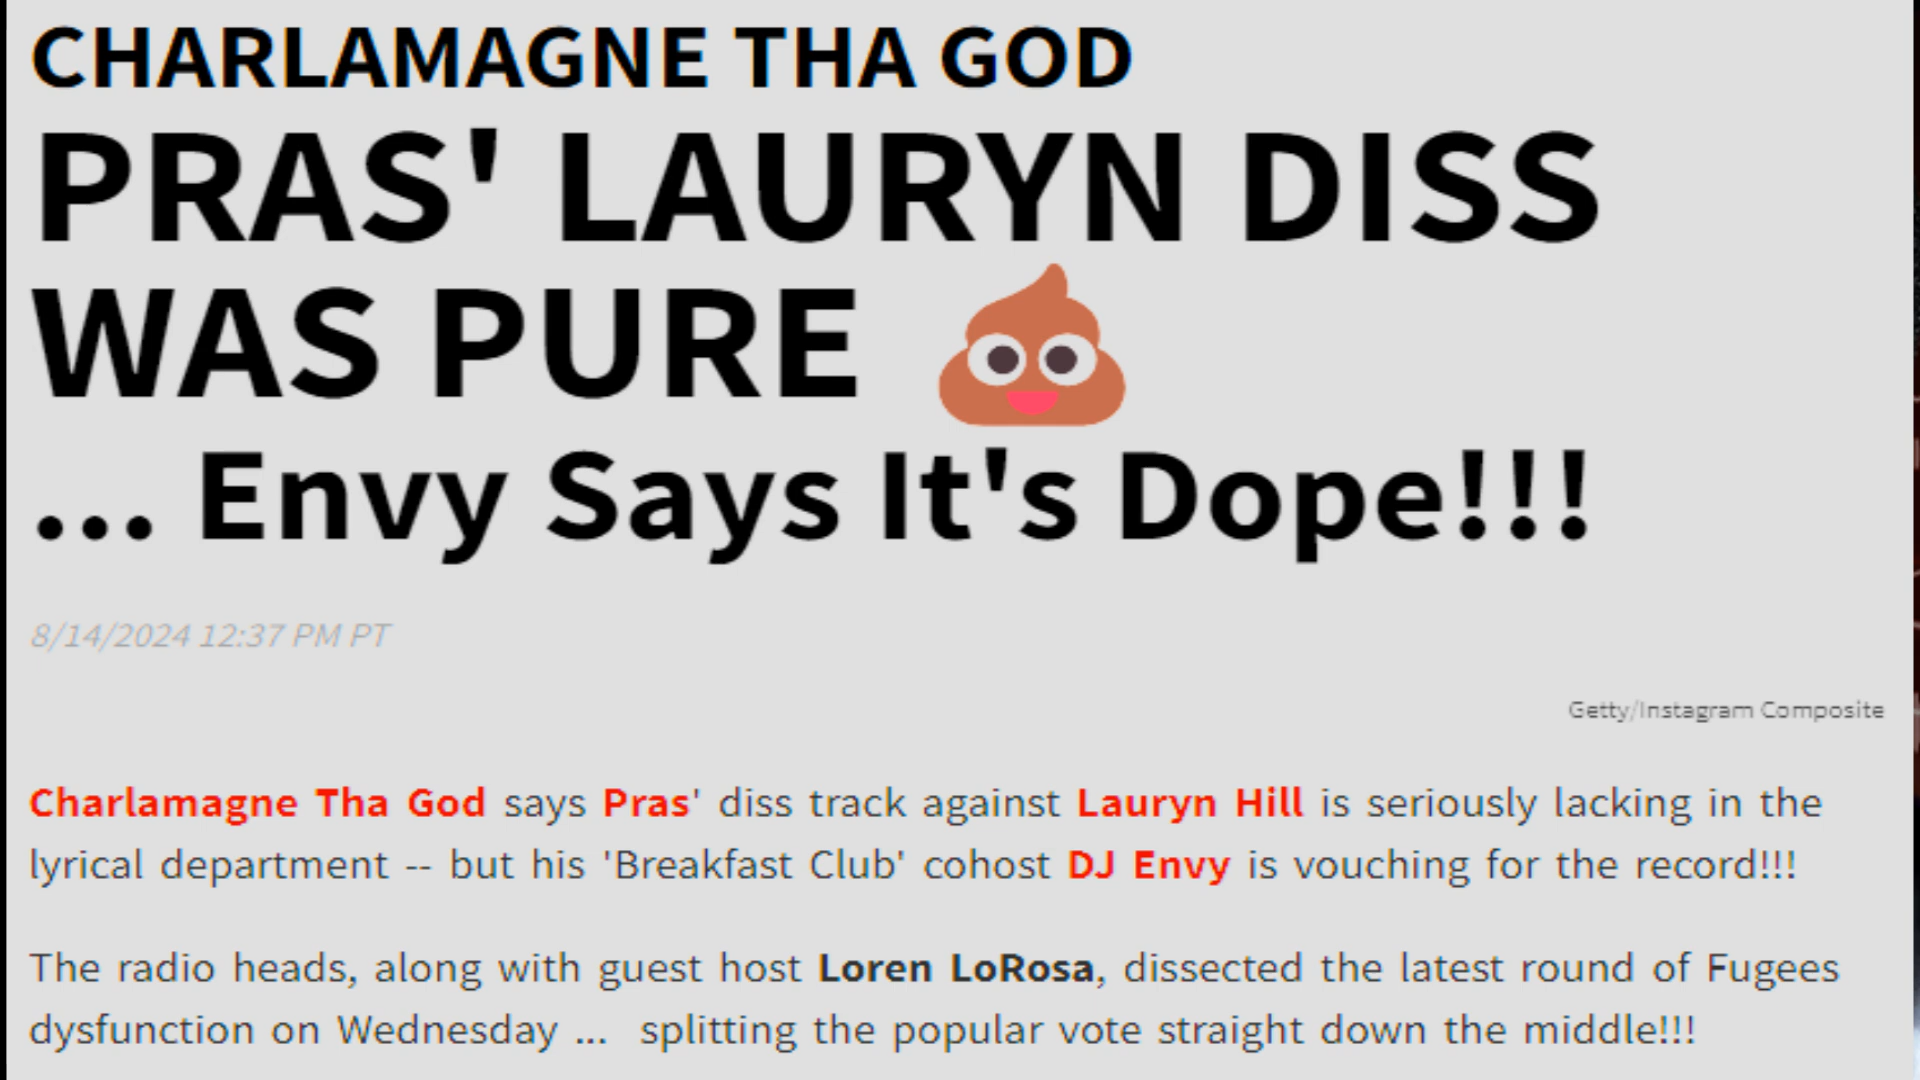 CHARLAMAGNE THA GOD
PRAS' LAURYN DISS
WAS PURE 💩
... Envy Says It's Dope!!!
8/14/2024 12:37 PM PT
Getty/Instagram Composite
Charlamagne Tha God says Pras' diss track against Lauryn Hill is seriously lacking in the
lyrical department -- but his 'Breakfast Club' cohost DJ Envy is vouching for the record!!!
The radio heads, along with guest host Loren LoRosa, dissected the latest round of Fugees
dysfunction on Wednesday ... splitting the popular vote straight down the middle!!!